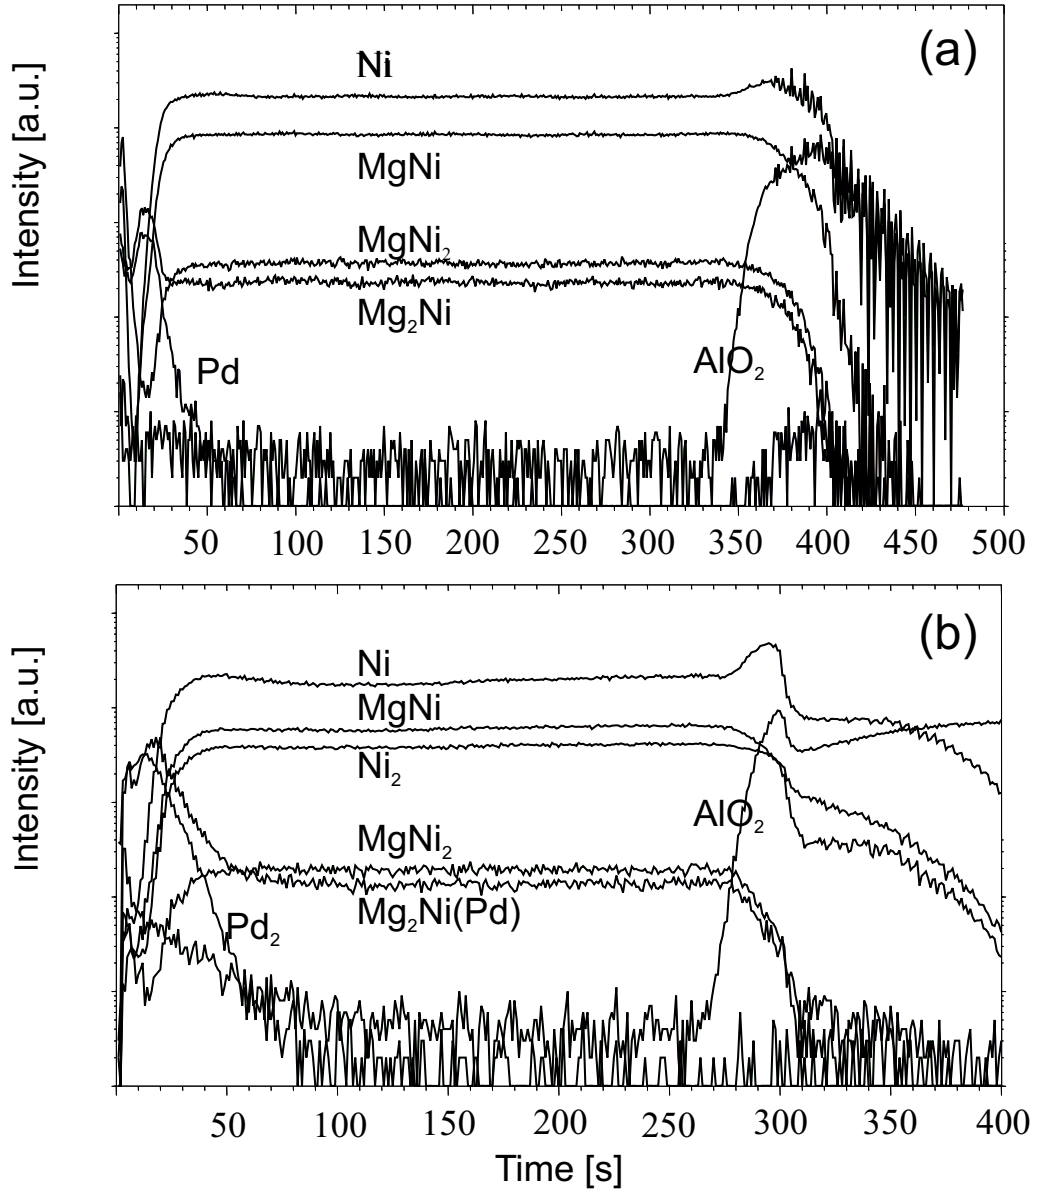 (a)
Intensity [a.u.]
Ni
MgNi
MgNi₂
Mg₂Ni
Pd
AlO₂
50 100 150 200 250 300 350 400 450 500
(b)
Intensity [a.u.]
Ni
MgNi
Ni₂
AlO₂
MgNi₂
Mg₂Ni(Pd)
Pd₂
50 100 150 200 250 300 350 400
Time [s]